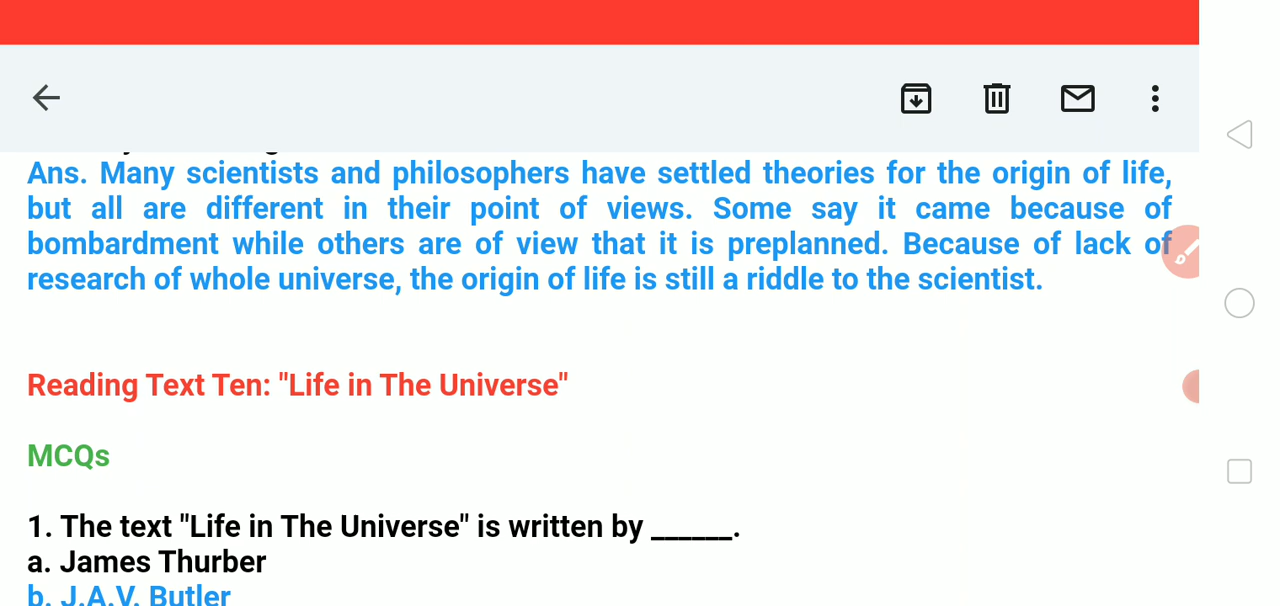 Ans. Many scientists and philosophers have settled theories for the origin of life,
but all are different in their point of views. Some say it came because of
bombardment while others are of view that it is preplanned. Because of lack of
research of whole universe, the origin of life is still a riddle to the scientist.
Reading Text Ten: "Life in The Universe"
MCQs
1. The text "Life in The Universe" is written by ______.
a. James Thurber
b. J.A.V. Butler